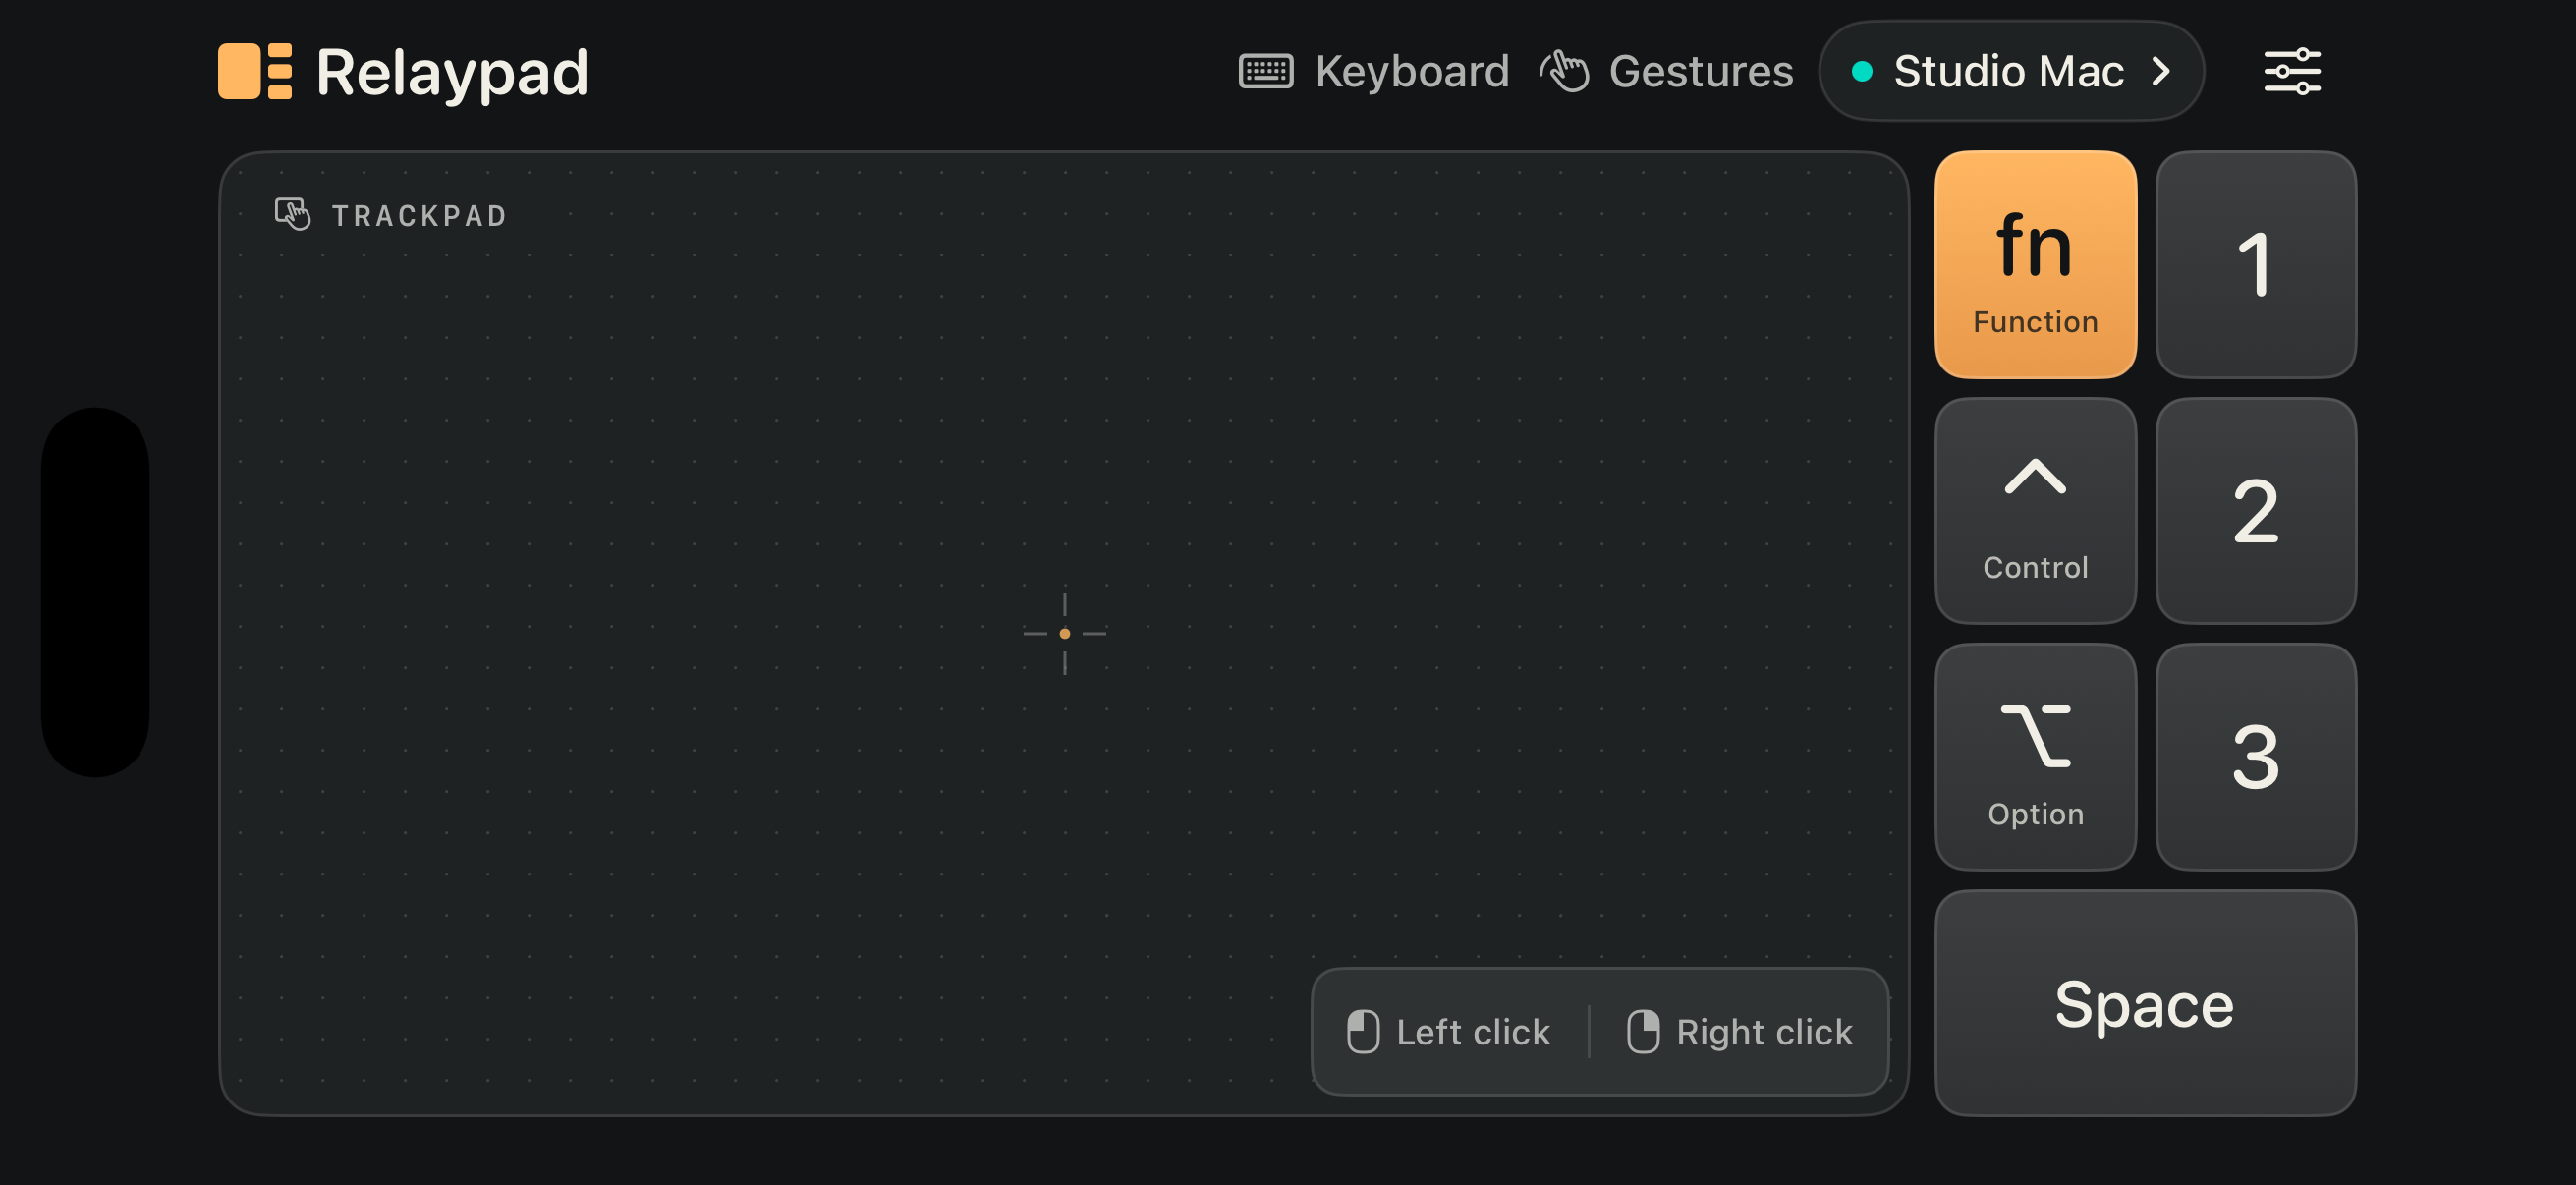 Relaypad
Keyboard
Gestures
Studio Mac
TRACKPAD
fn
Function
1
Control
2
Option
3
Left click
Right click
Space